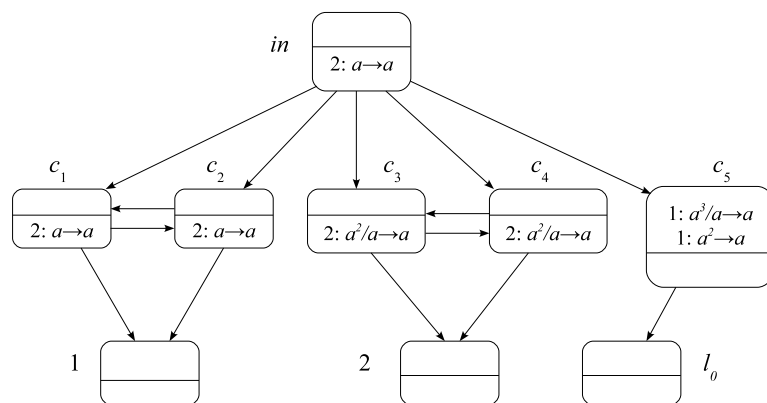 in
2: a→a
c₁
c₂
c₃
c₄
c₅
2: a→a
2: a→a
2: a²/a→a
2: a²/a→a
1: a³/a→a
1: a²→a
1
2
l₀